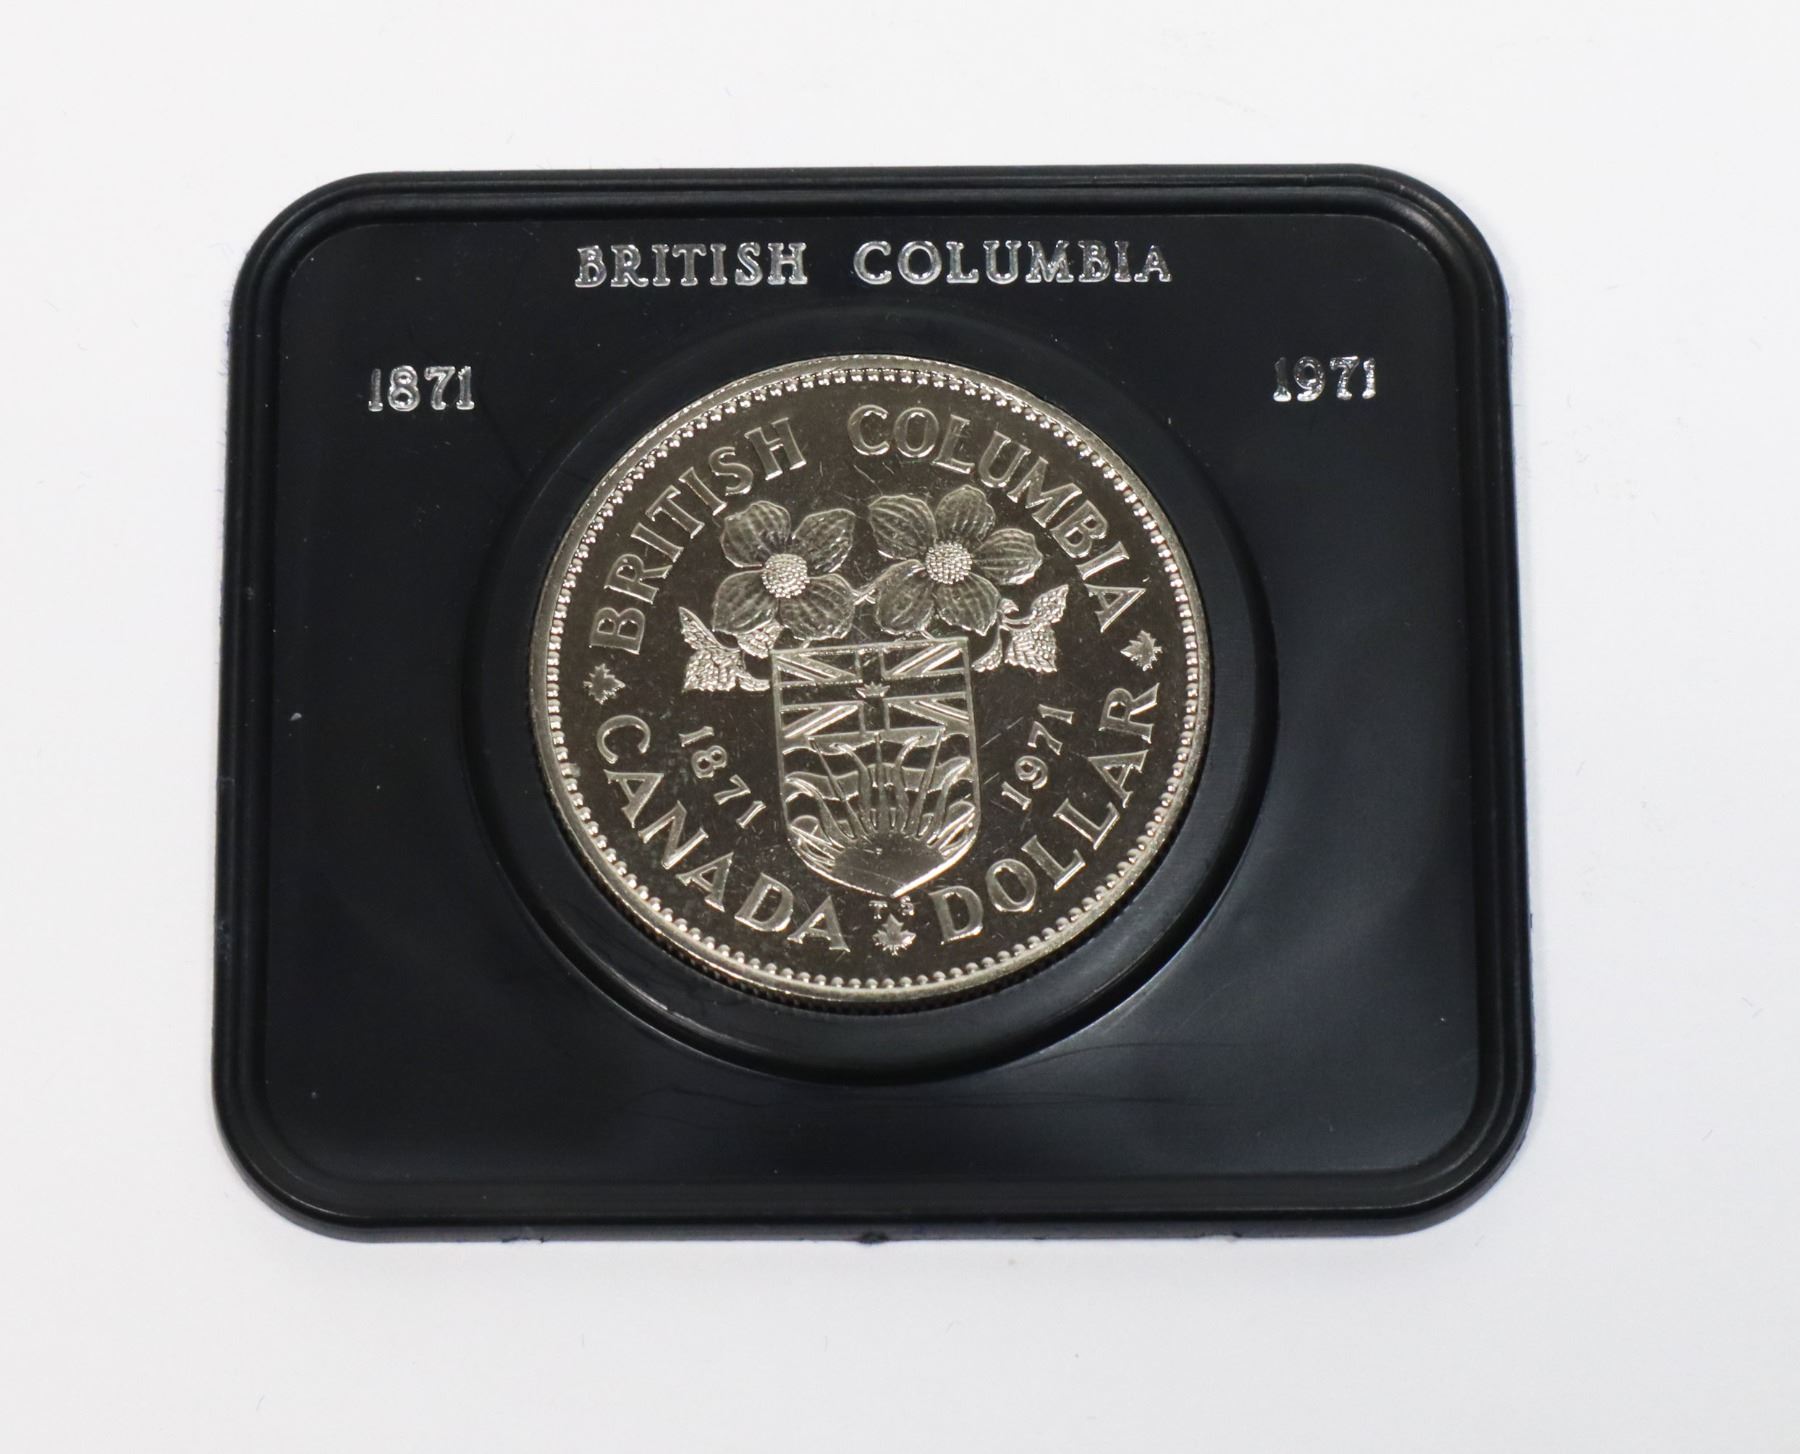 BRITISH COLUMBIA
1871 1971
BRITISH COLUMBIA
1871 1971
CANADA DOLLAR
T.S